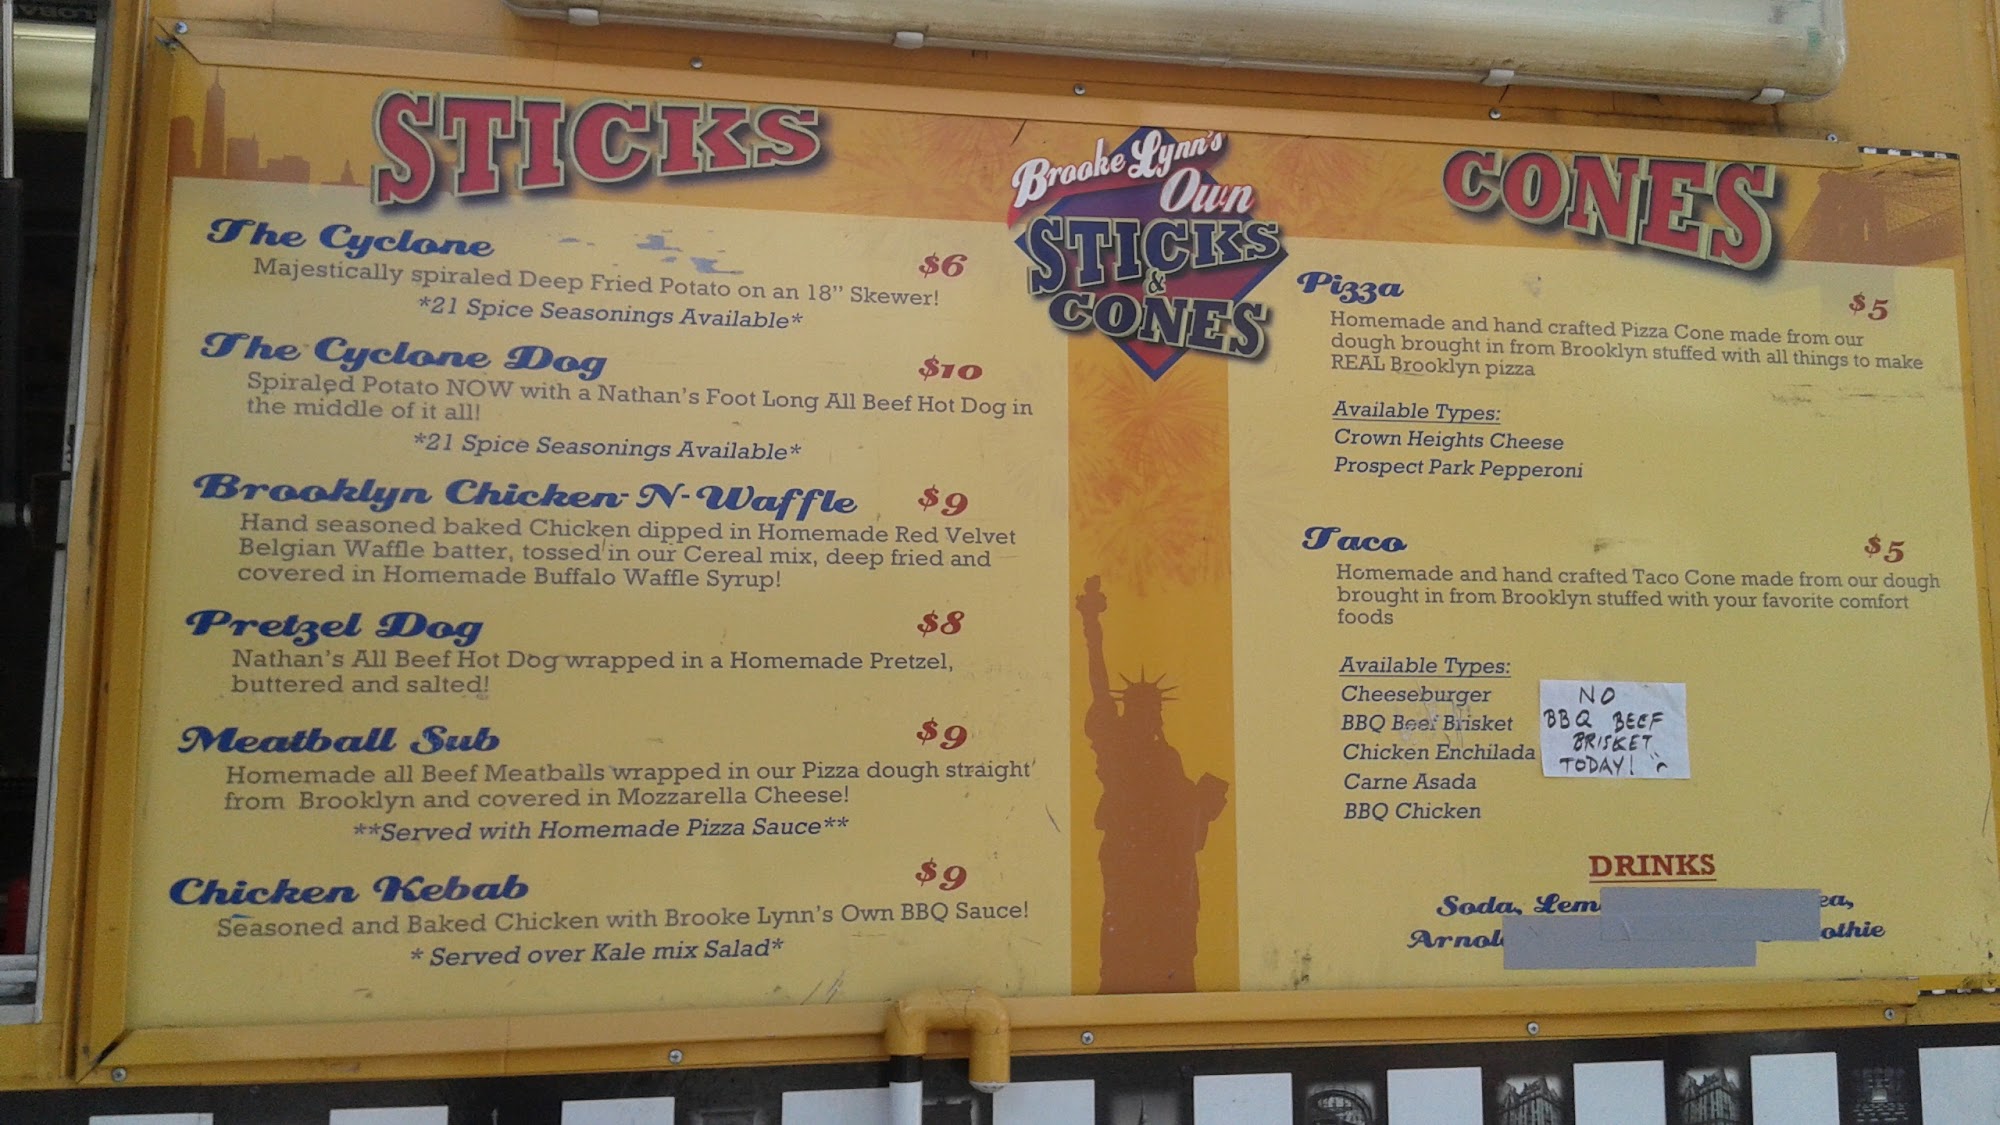 STICKS
The Cyclone $6
Majestically spiraled Deep Fried Potato on an 18" Skewer!
*21 Spice Seasonings Available*
The Cyclone Dog $10
Spiraled Potato NOW with a Nathan's Foot Long All Beef Hot Dog in
the middle of it all!
*21 Spice Seasonings Available*
Brooklyn Chicken-N-Waffle $9
Hand seasoned baked Chicken dipped in Homemade Red Velvet
Belgian Waffle batter, tossed in our Cereal mix, deep fried and
covered in Homemade Buffalo Waffle Syrup!
Pretzel Dog $8
Nathan's All Beef Hot Dog wrapped in a Homemade Pretzel,
buttered and salted!
Meatball Sub $9
Homemade all Beef Meatballs wrapped in our Pizza dough straight
from Brooklyn and covered in Mozzarella Cheese!
**Served with Homemade Pizza Sauce**
Chicken Kebab $9
Seasoned and Baked Chicken with Brooke Lynn's Own BBQ Sauce!
* Served over Kale mix Salad*
Brooke Lynn's
Own
STICKS
&
CONES
CONES
Pizza $5
Homemade and hand crafted Pizza Cone made from our
dough brought in from Brooklyn stuffed with all things to make
REAL Brooklyn pizza
Available Types:
Crown Heights Cheese
Prospect Park Pepperoni
Taco $5
Homemade and hand crafted Taco Cone made from our dough
brought in from Brooklyn stuffed with your favorite comfort
foods
Available Types:
Cheeseburger
BBQ Beef Brisket
Chicken Enchilada
Carne Asada
BBQ Chicken
NO
BBQ BEEF
BRISKET
TODAY!
DRINKS
Soda, Lem ea,
Arnol othie